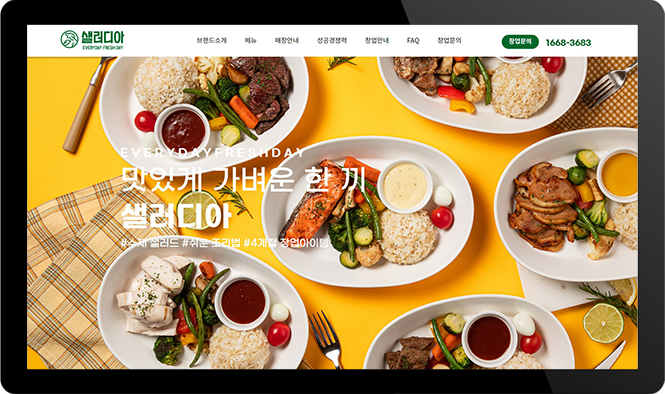 샐러디아
EVERYDAY FRESH DAY
브랜드소개 메뉴 매장안내 성공경쟁력 창업안내 FAQ 창업문의
창업문의 1668-3683
EVERYDAYFRESHDAY
맛있게 가벼운 한 끼
샐러디아
#수제 샐러드 #쉬운 조리법 #4계절 창업아이템